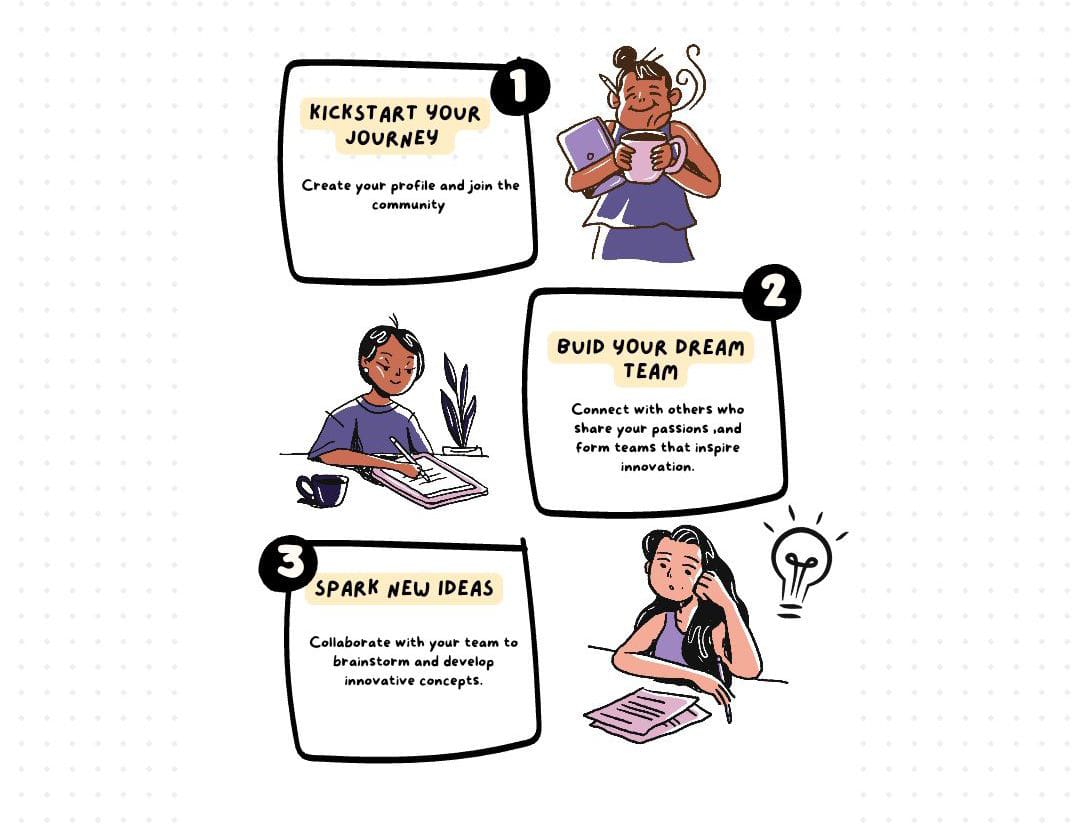 1
KICKSTART YOUR
JOURNEY
Create your profile and join the
community
2
BUID YOUR DREAM
TEAM
Connect with others who
share your passions ,and
form teams that inspire
innovation.
3
SPARK NEW IDEAS
Collaborate with your team to
brainstorm and develop
innovative concepts.